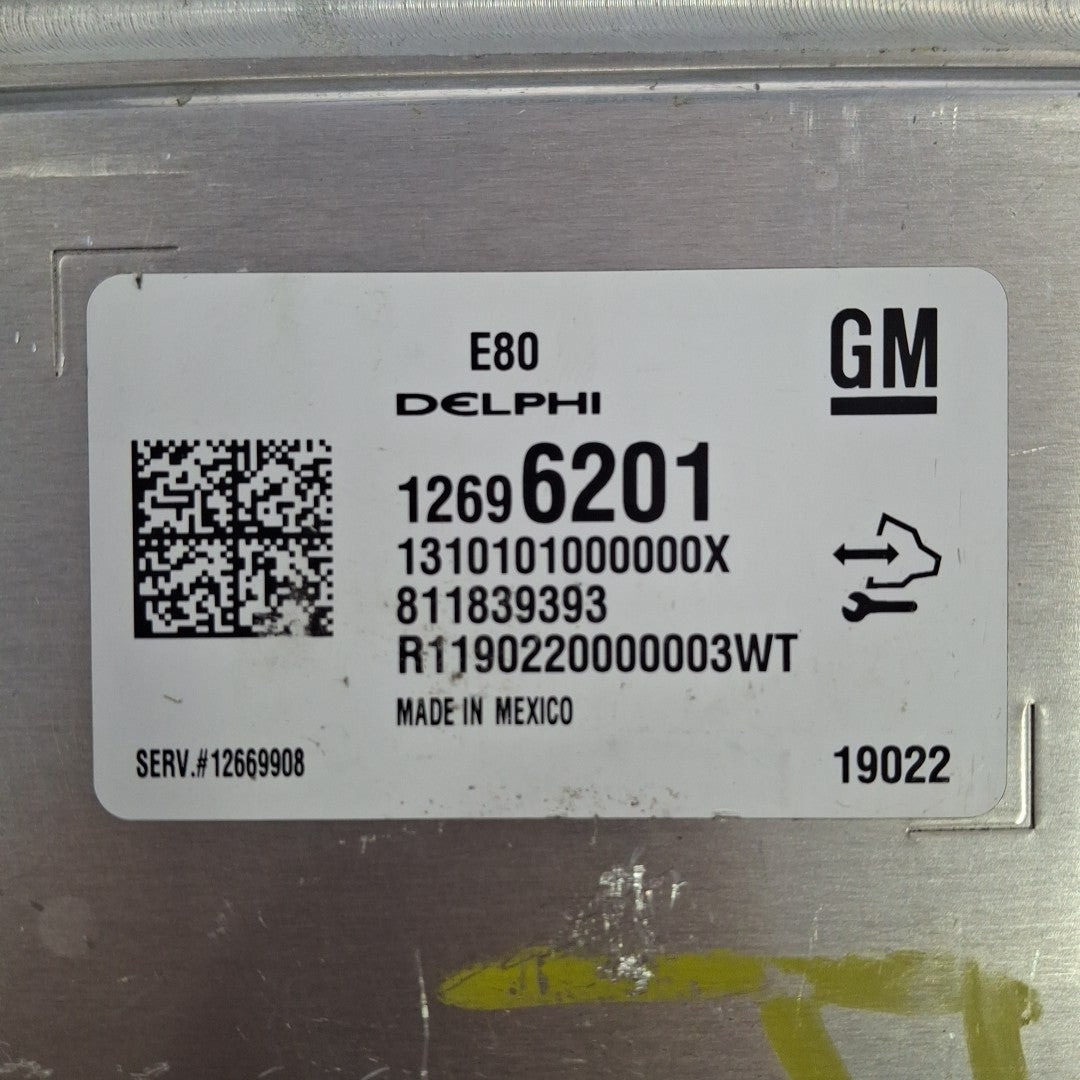 E80
GM
DELPHI
12696201
1310101000000X
811839393
R1190220000003WT
MADE IN MEXICO
SERV.#12669908
19022